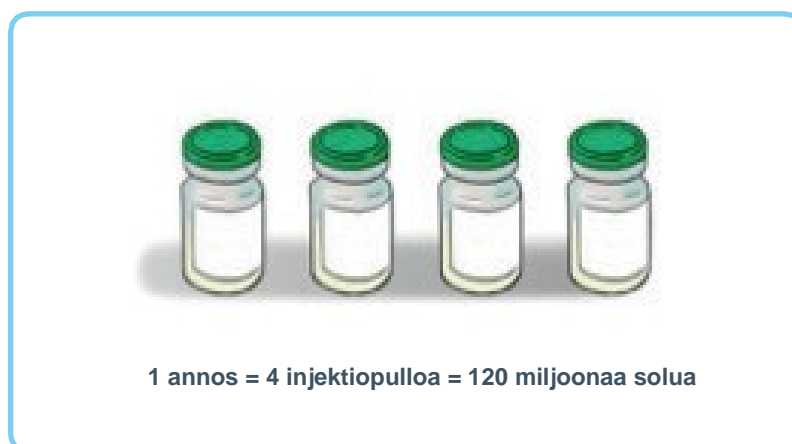 1 annos = 4 injektiopulloa = 120 miljoonaa solua